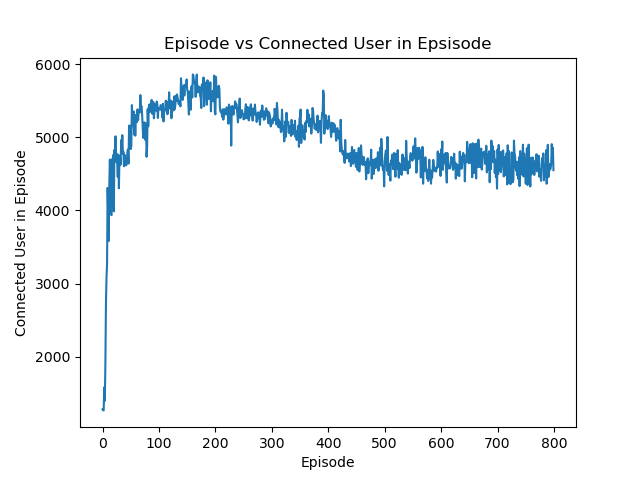 Episode vs Connected User in Epsisode
Connected User in Episode
6000
5000
4000
3000
2000
0 100 200 300 400 500 600 700 800
Episode